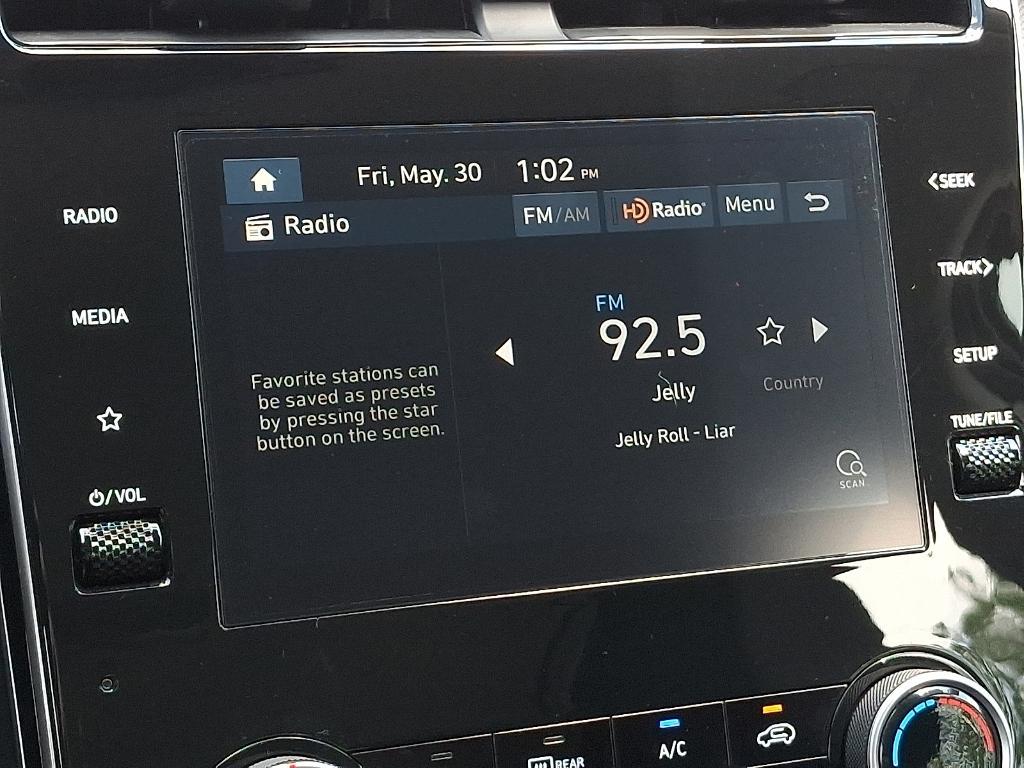 Fri, May. 30 1:02 PM
<SEEK
RADIO
Radio
FM/AM
HD Radio
Menu
TRACK>
MEDIA
FM
92.5
SETUP
Favorite stations can
be saved as presets
by pressing the star
button on the screen.
Jelly
Country
TUNE/FILE
Jelly Roll - Liar
SCAN
/VOL
A/C
REAR